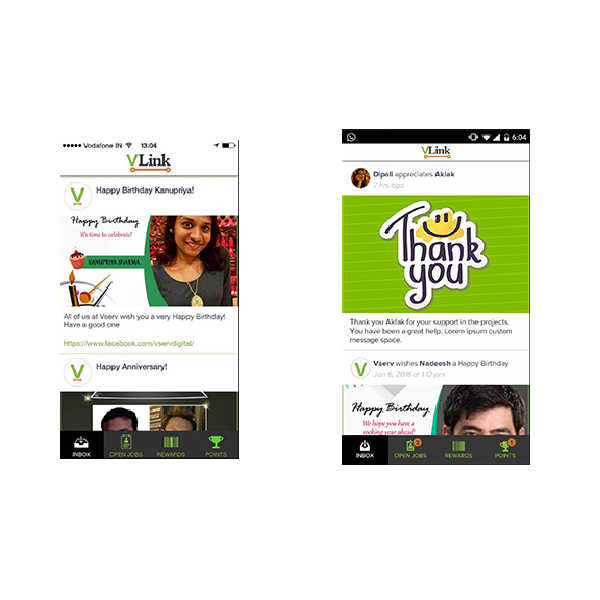 Vodafone IN 13:04
VLink
Happy Birthday Kanupriya!
Happy Birthday
It's time to celebrate!
KANUPRIYA SHARMA
All of us at Vserv wish you a very Happy Birthday!
Have a good one
https://www.facebook.com/vservdigital/
Happy Anniversary!
INBOX OPEN JOBS REWARDS POINTS
6:04
VLink
Dipali appreciates Aklak
7 hrs ago
Thank
you
Thank you Aklak for your support in the projects.
You have been a great help. Lorem ipsum custom
message space.
Vserv wishes Nadeesh a Happy Birthday
Jan 6, 2016 at 1:12 pm
Happy Birthday
We hope you have a
rocking year ahead!
3 1
INBOX OPEN JOBS REWARDS POINTS